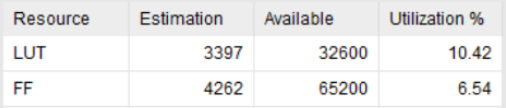 Resource Estimation Available Utilization %
LUT 3397 32600 10.42
FF 4262 65200 6.54